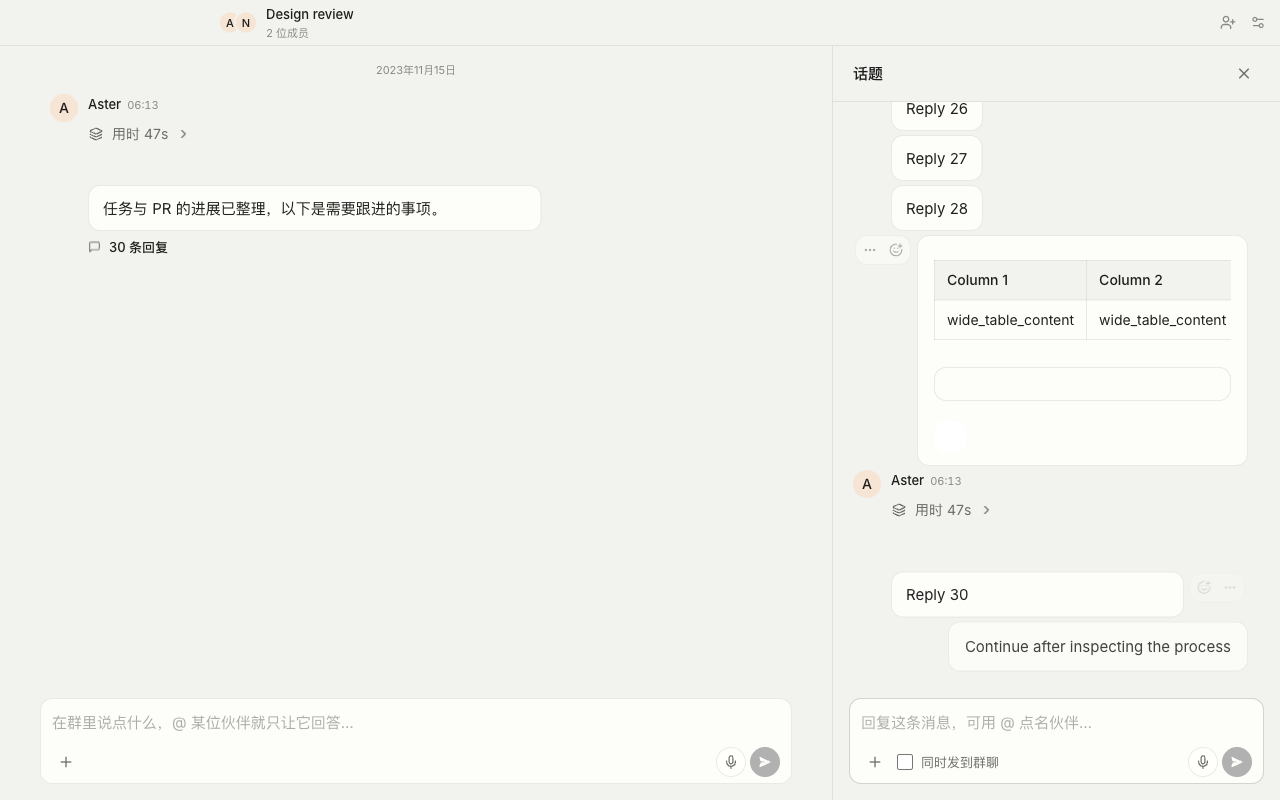 A N
Design review
2 位成员
2023年11月15日
A
Aster 06:13
用时 47s
任务与 PR 的进展已整理，以下是需要跟进的事项。
30 条回复
在群里说点什么，@ 某位伙伴就只让它回答...
话题
Reply 26
Reply 27
Reply 28
Column 1 Column 2
wide_table_content wide_table_content
A
Aster 06:13
用时 47s
Reply 30
Continue after inspecting the process
回复这条消息，可用 @ 点名伙伴...
同时发到群聊